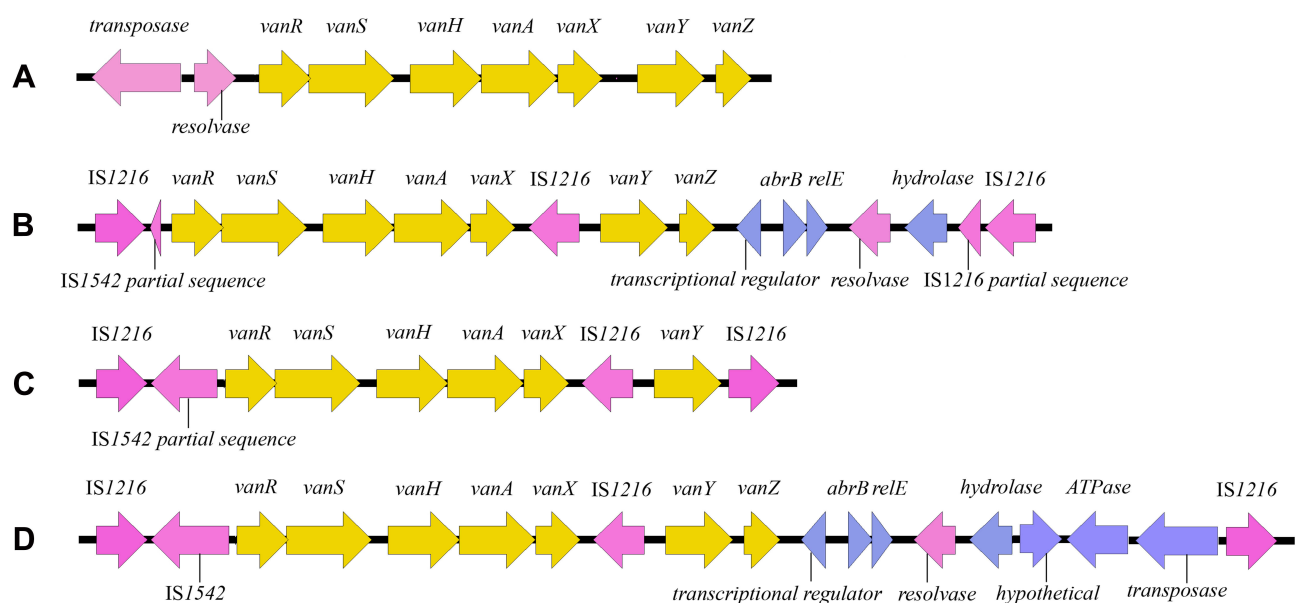 transposase vanR vanS vanH vanA vanX vanY vanZ
A
resolvase
IS1216 vanR vanS vanH vanA vanX IS1216 vanY vanZ abrB relE hydrolase IS1216
B
IS1542 partial sequence transcriptional regulator resolvase IS1216 partial sequence
IS1216 vanR vanS vanH vanA vanX IS1216 vanY IS1216
C
IS1542 partial sequence
IS1216 vanR vanS vanH vanA vanX IS1216 vanY vanZ abrB relE hydrolase ATPase IS1216
D
IS1542 transcriptional regulator resolvase hypothetical transposase